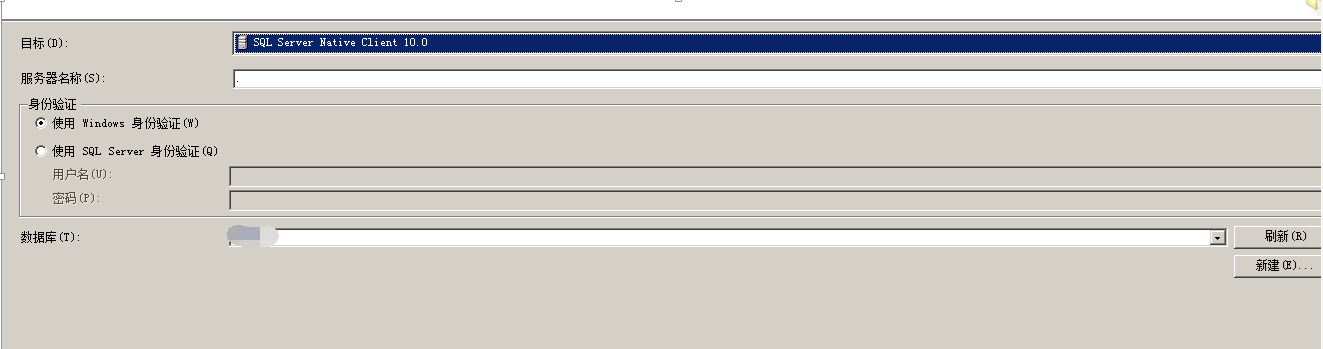 目标(D):
SQL Server Native Client 10.0
服务器名称(S):
.
身份验证
使用 Windows 身份验证(W)
使用 SQL Server 身份验证(Q)
用户名(U):
密码(P):
数据库(T):
刷新(R)
新建(E)...